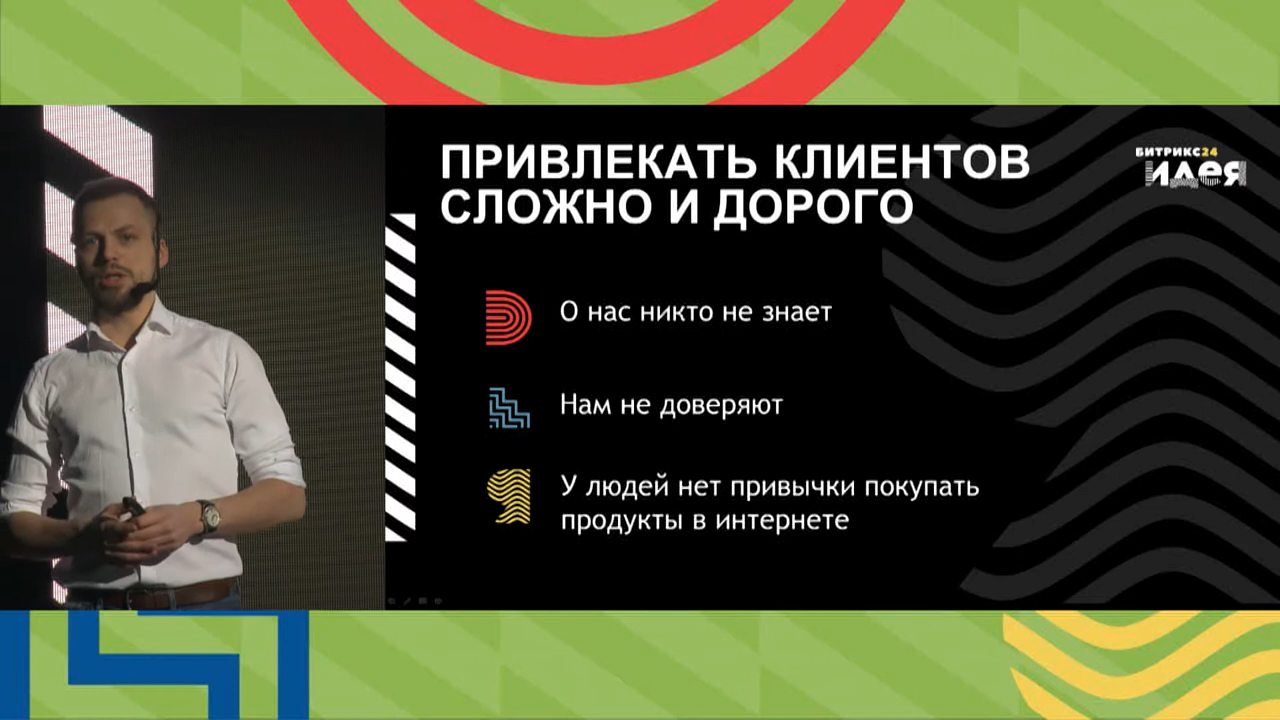 ПРИВЛЕКАТЬ КЛИЕНТОВ
СЛОЖНО И ДОРОГО
БИТРИКС24
идея
О нас никто не знает
Нам не доверяют
У людей нет привычки покупать
продукты в интернете